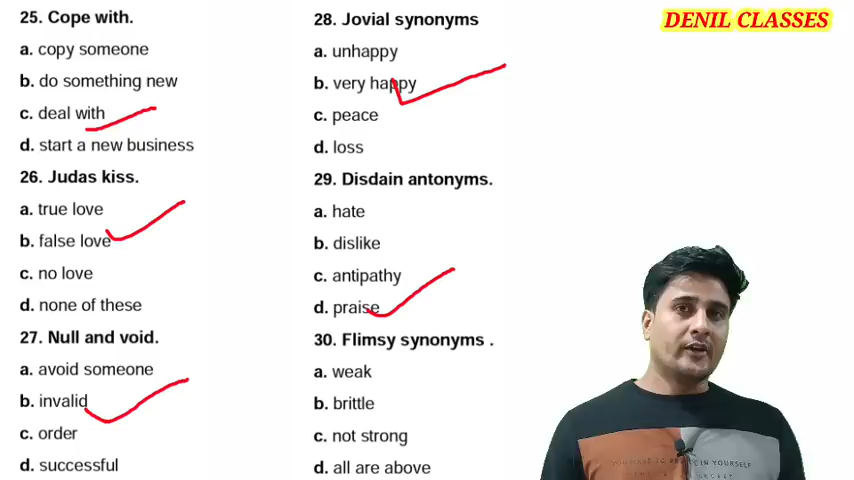 25. Cope with.
a. copy someone
b. do something new
c. deal with
d. start a new business
26. Judas kiss.
a. true love
b. false love
c. no love
d. none of these
27. Null and void.
a. avoid someone
b. invalid
c. order
d. successful
28. Jovial synonyms
a. unhappy
b. very happy
c. peace
d. loss
29. Disdain antonyms.
a. hate
b. dislike
c. antipathy
d. praise
30. Flimsy synonyms .
a. weak
b. brittle
c. not strong
d. all are above
DENIL CLASSES
IN YOURSELF